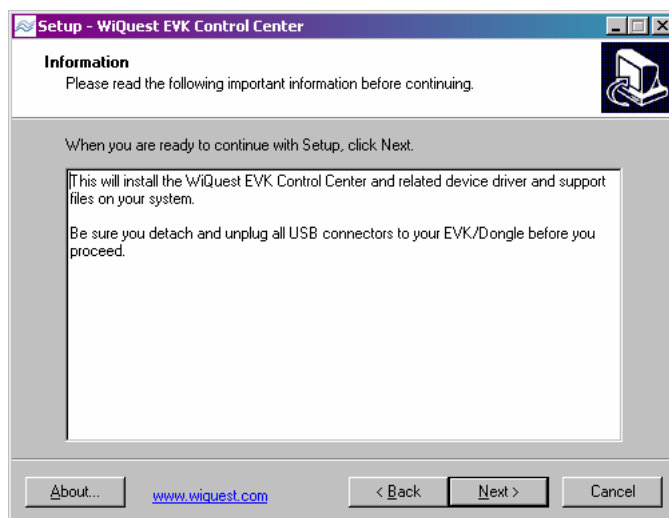 Setup - WiQuest EVK Control Center
Information
Please read the following important information before continuing.
When you are ready to continue with Setup, click Next.
This will install the WiQuest EVK Control Center and related device driver and support
files on your system.
Be sure you detach and unplug all USB connectors to your EVK/Dongle before you
proceed.
About... www.wiquest.com < Back Next > Cancel